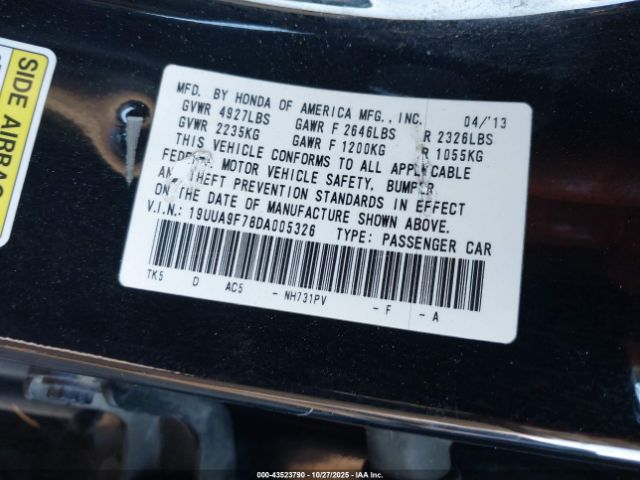 SIDE AIRBAG
MFD. BY HONDA OF AMERICA MFG., INC. 04/'13
GVWR 4927LBS GAWR F 2646LBS R 2326LBS
GVWR 2235KG GAWR F 1200KG R 1055KG
THIS VEHICLE CONFORMS TO ALL APPLICABLE
FEDERAL MOTOR VEHICLE SAFETY, BUMPER
AND THEFT PREVENTION STANDARDS IN EFFECT
ON THE DATE OF MANUFACTURE SHOWN ABOVE.
V.I.N.: 19UUA9F78DA005326 TYPE: PASSENGER CAR
TK5 D AC5 - NH731PV - F - A
000-43523790 - 10/27/2025 - IAA Inc.